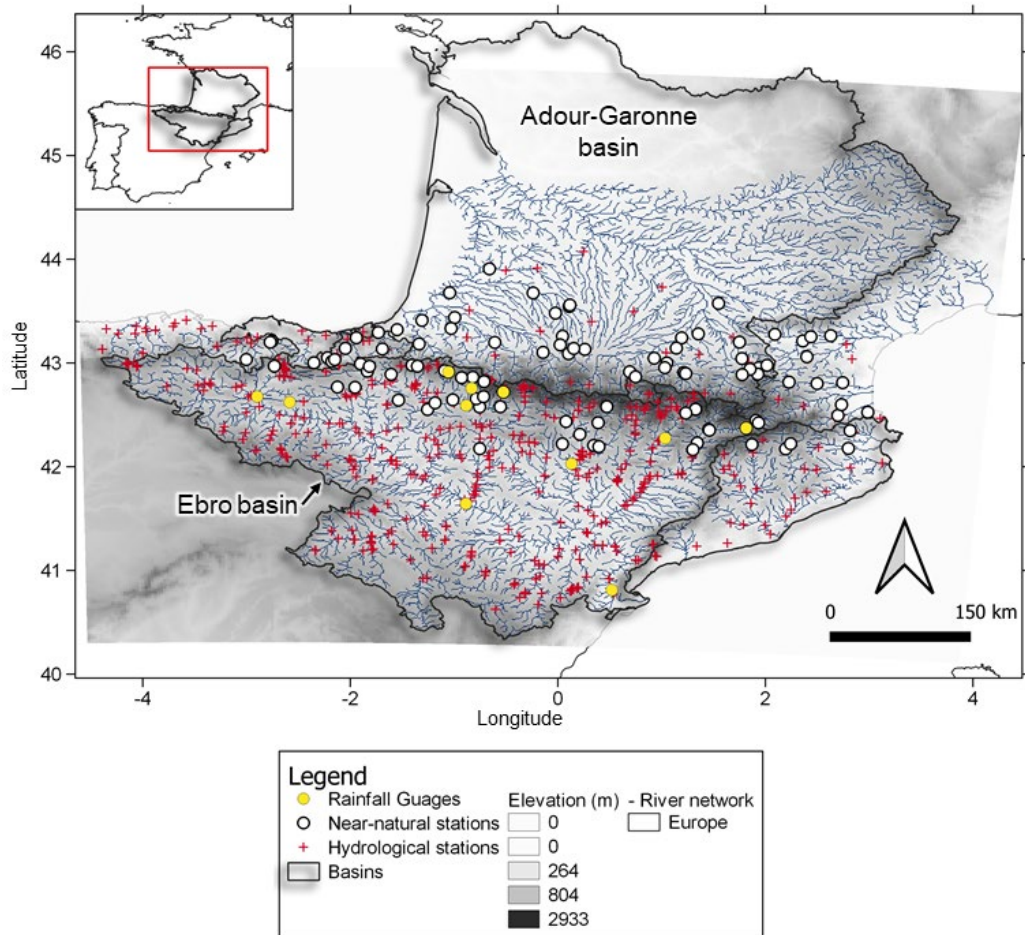 46
45
44
43
42
41
40
Latitude
Adour-Garonne
basin
Ebro basin
0 150 km
-4 -2 0 2 4
Longitude
Legend
Rainfall Guages
Near-natural stations
Hydrological stations
Basins
Elevation (m)
0
0
264
804
2933
- River network
Europe